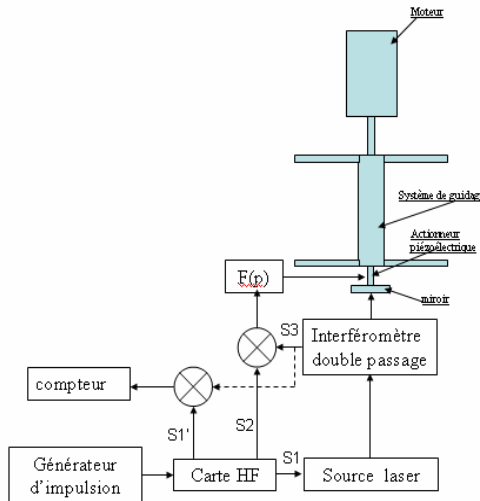 Moteur
Système de guidag
Actionneur
piézoélectrique
miroir
F(p)
S3
Interféromètre
double passage
compteur
S1'
S2
Générateur
d'impulsion
Carte HF
S1
Source laser